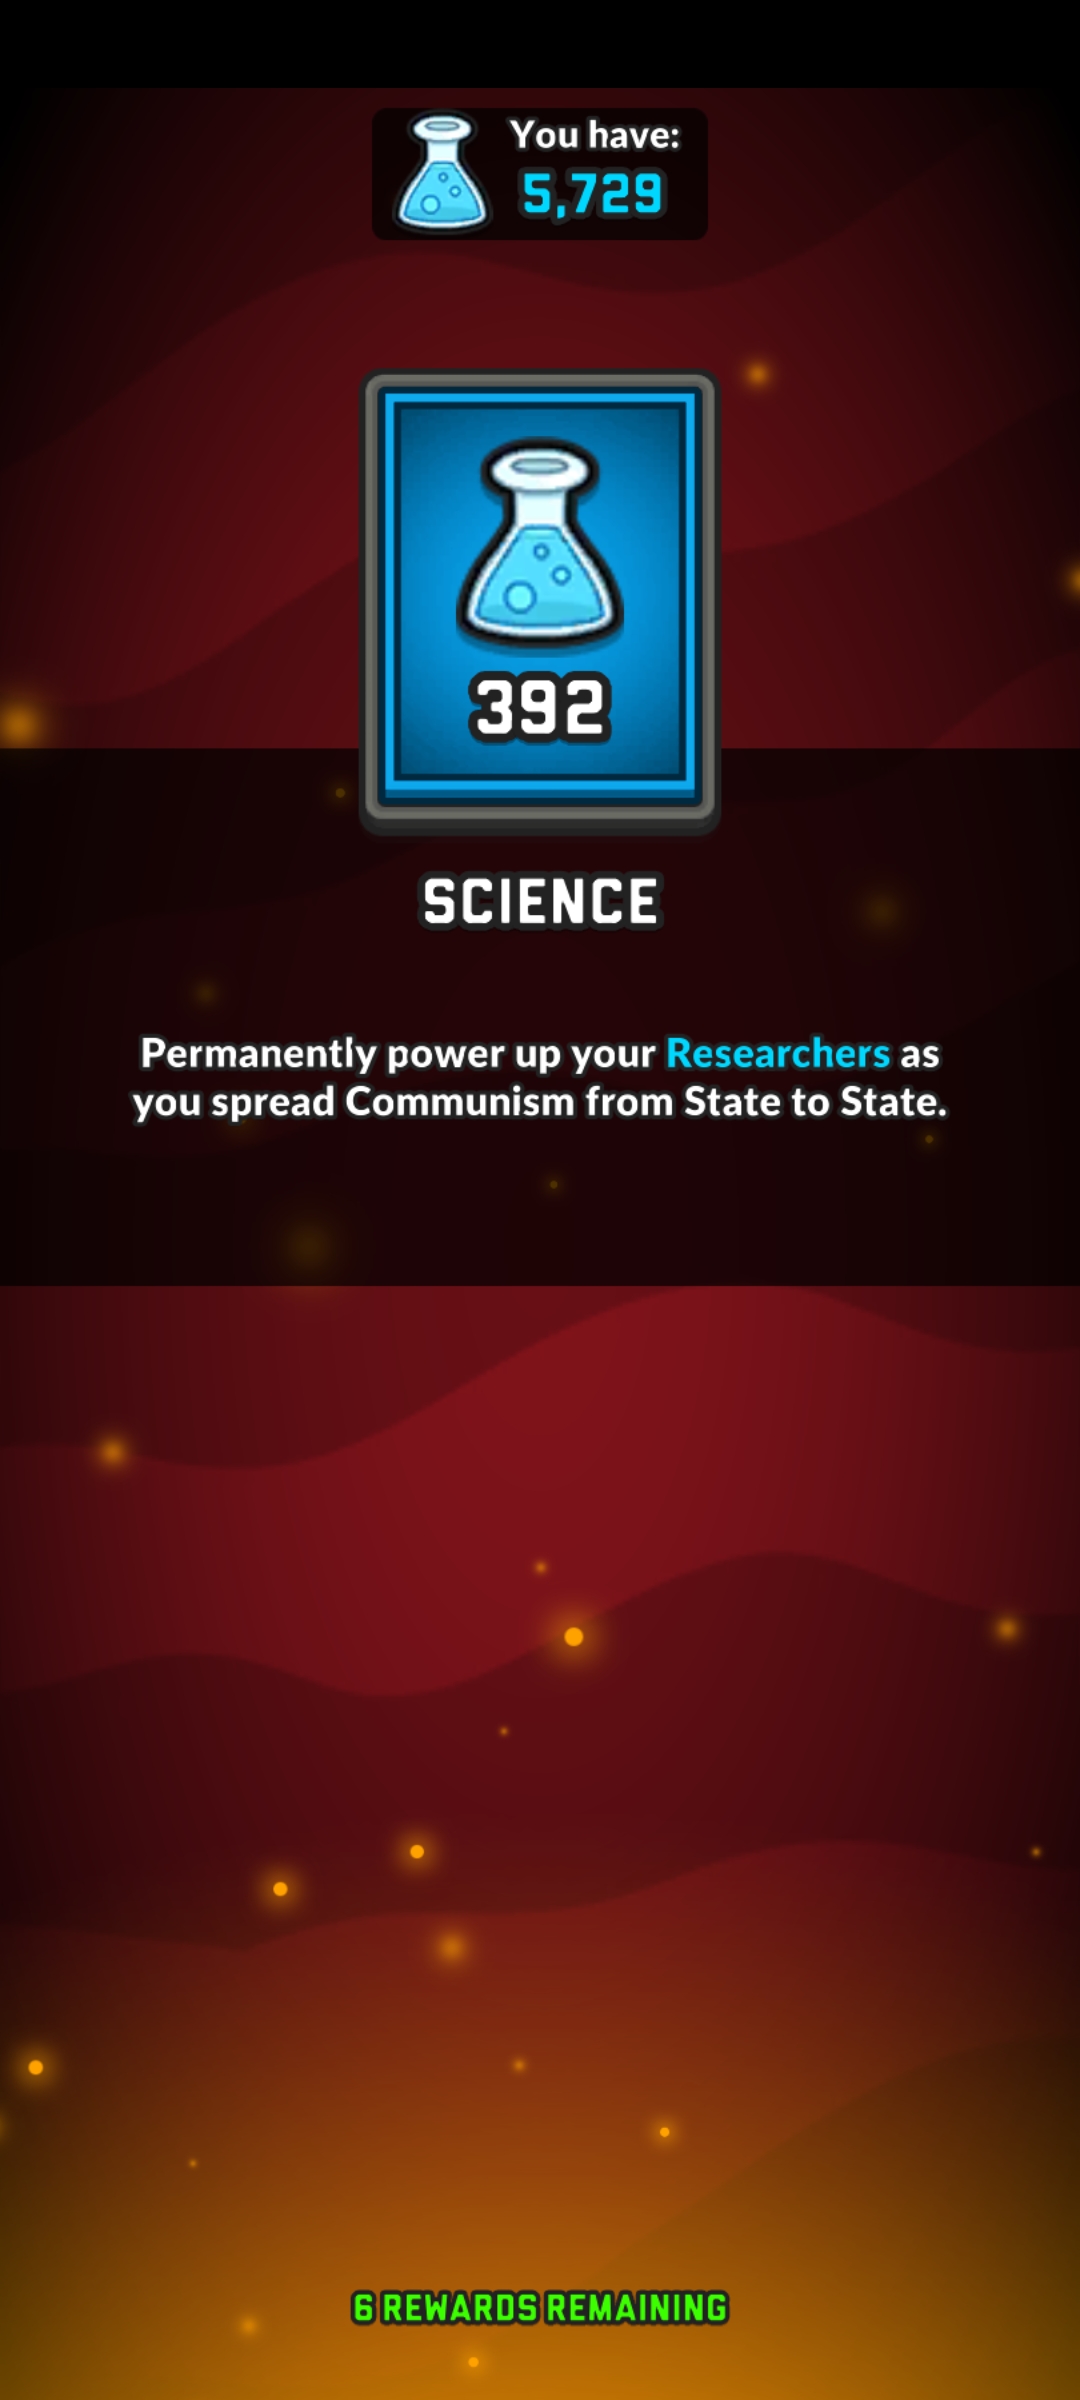 You have:
5,729
392
SCIENCE
Permanently power up your Researchers as
you spread Communism from State to State.
6 REWARDS REMAINING